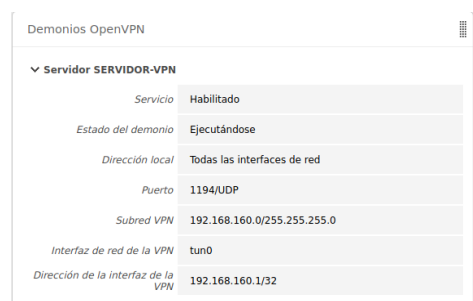 Demonios OpenVPN
Servidor SERVIDOR-VPN
Servicio Habilitado
Estado del demonio Ejecutándose
Dirección local Todas las interfaces de red
Puerto 1194/UDP
Subred VPN 192.168.160.0/255.255.255.0
Interfaz de red de la VPN tun0
Dirección de la interfaz de la
VPN 192.168.160.1/32